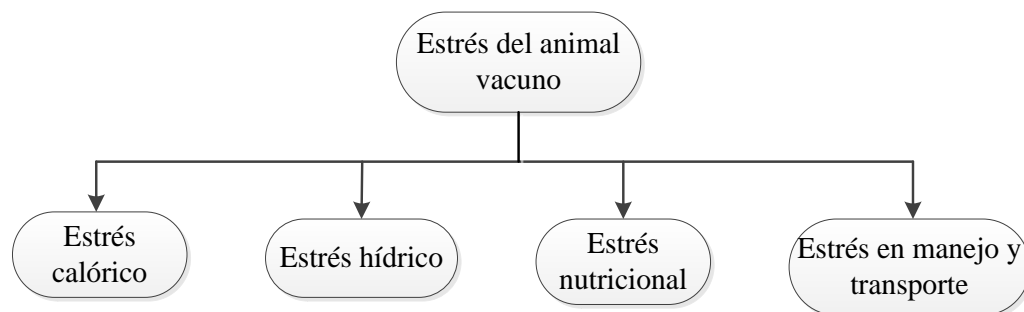 Estrés del animal
vacuno
Estrés
calórico
Estrés hídrico
Estrés
nutricional
Estrés en manejo y
transporte